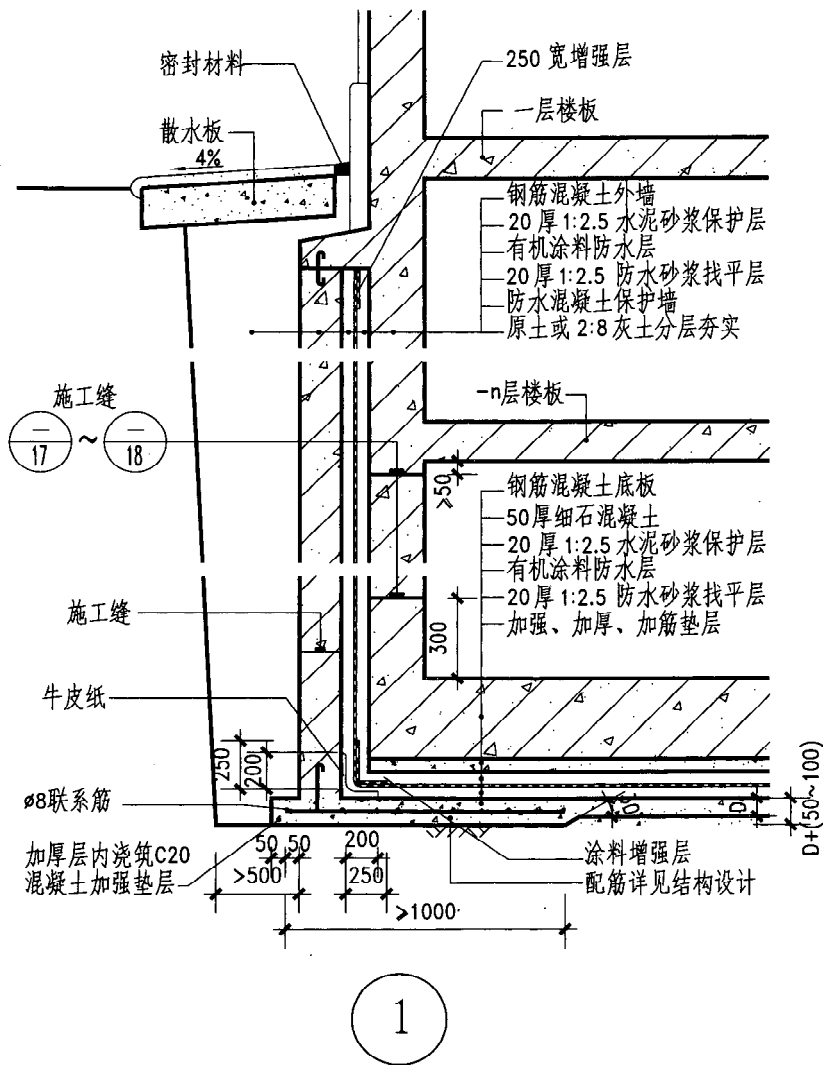 密封材料
250 宽增强层
散水板
4%
一层楼板
钢筋混凝土外墙
20 厚 1:2.5 水泥砂浆保护层
有机涂料防水层
20 厚 1:2.5 防水砂浆找平层
防水混凝土保护墙
原土或 2:8 灰土分层夯实
施工缝
—
17
~
—
18
-n层楼板
≥50
钢筋混凝土底板
50厚细石混凝土
20 厚 1:2.5 水泥砂浆保护层
有机涂料防水层
20 厚 1:2.5 防水砂浆找平层
加强、加厚、加筋垫层
施工缝
300
牛皮纸
250
200
ø8联系筋
D
D+(50~100)
加厚层内浇筑C20
混凝土加强垫层
50 50
>500
200
250
≥1000
涂料增强层
配筋详见结构设计
1